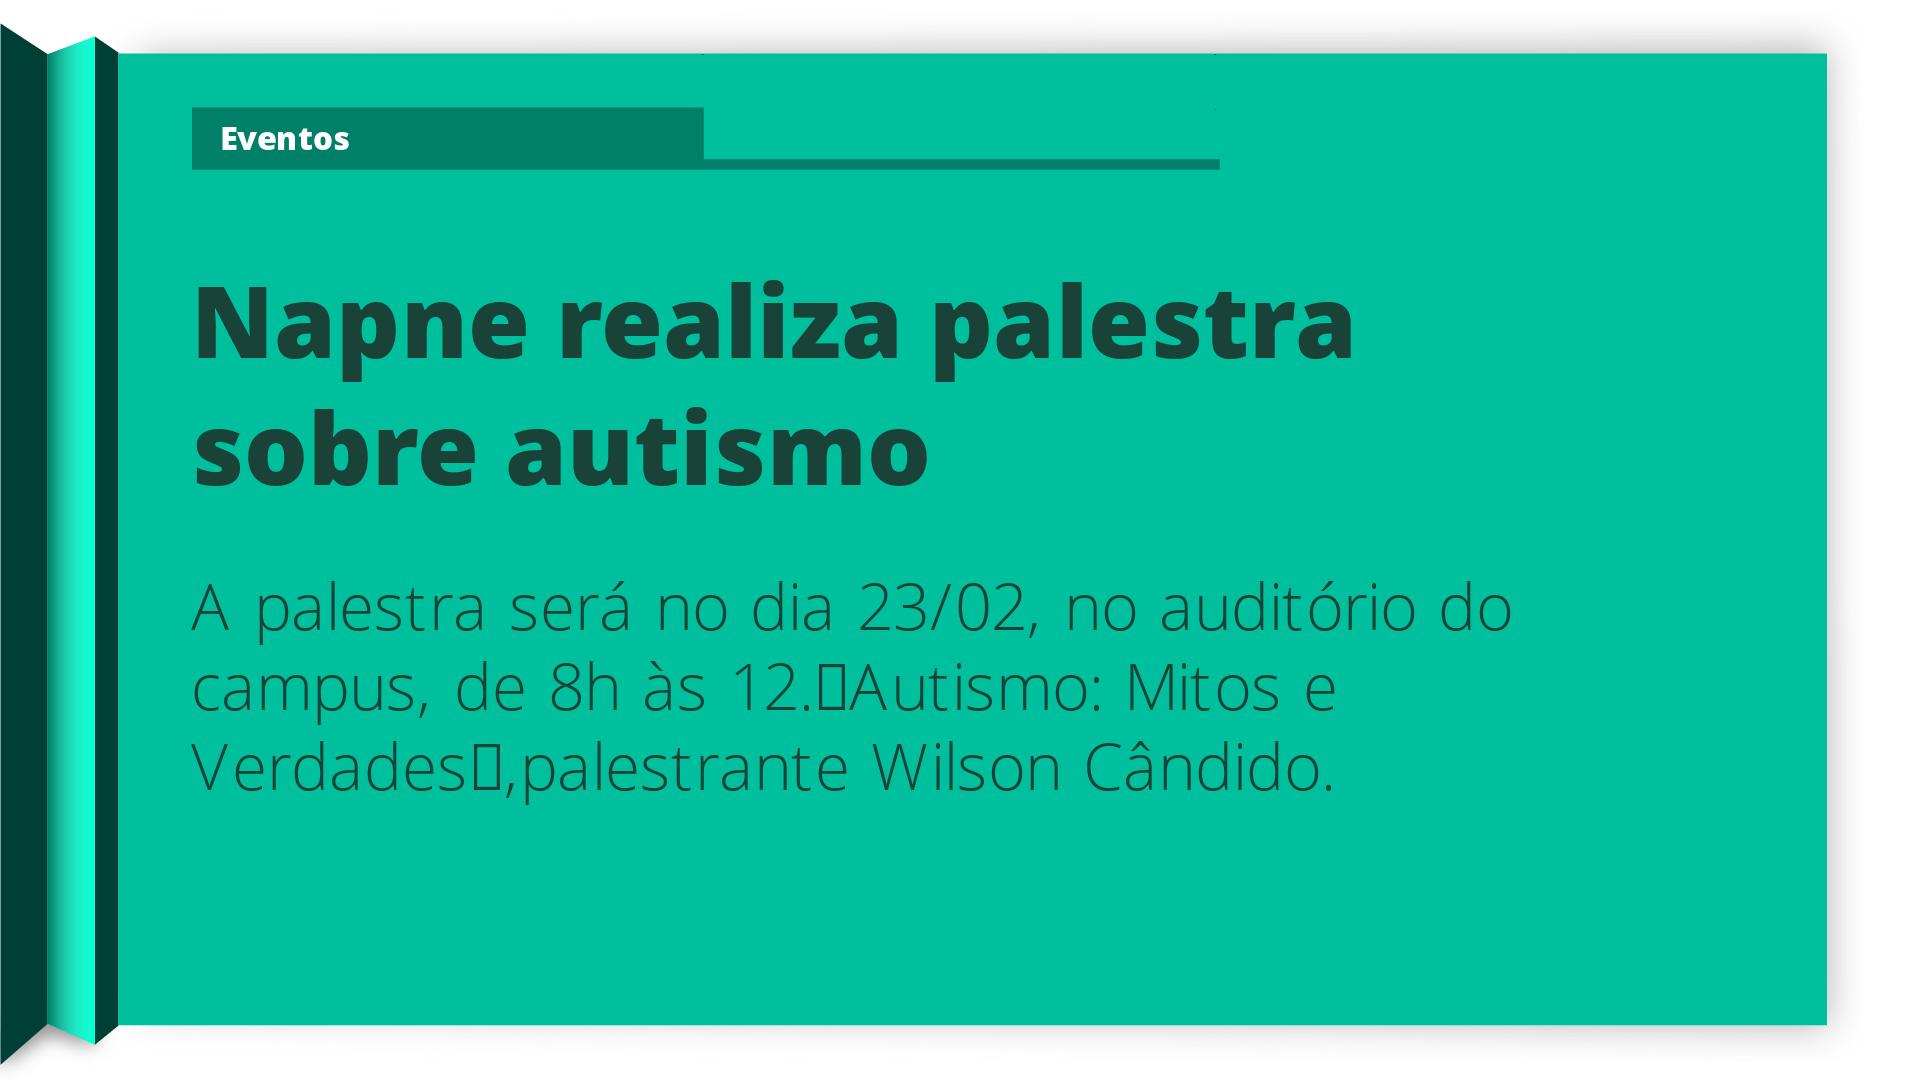 Eventos
Napne realiza palestra
sobre autismo
A palestra será no dia 23/02, no auditório do
campus, de 8h às 12.▯Autismo: Mitos e
Verdades▯,palestrante Wilson Cândido.